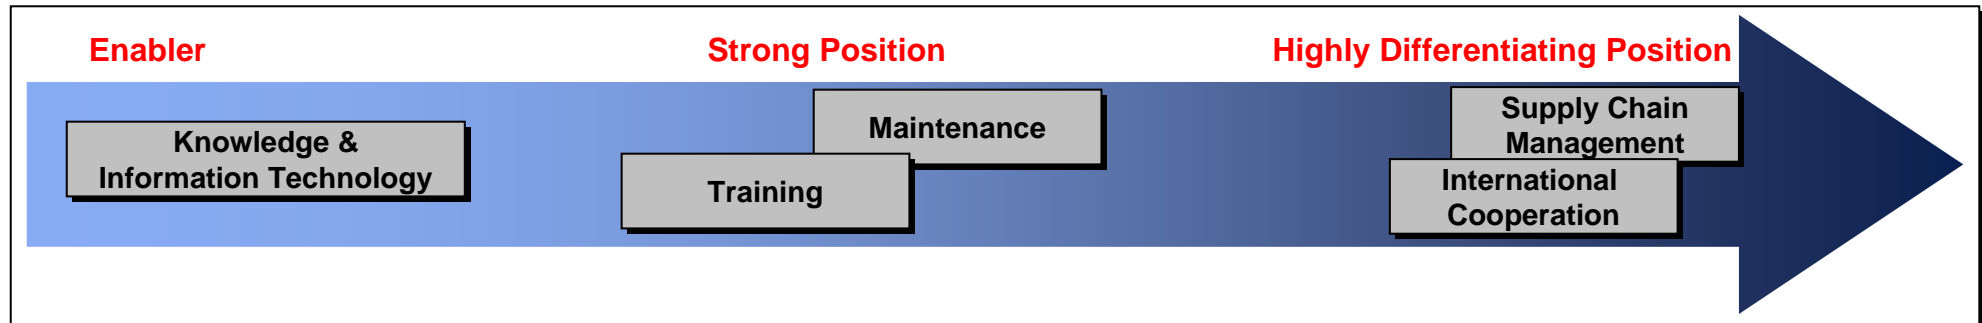 Enabler
Strong Position
Highly Differentiating Position
Knowledge &
Information Technology
Maintenance
Training
Supply Chain
Management
International
Cooperation